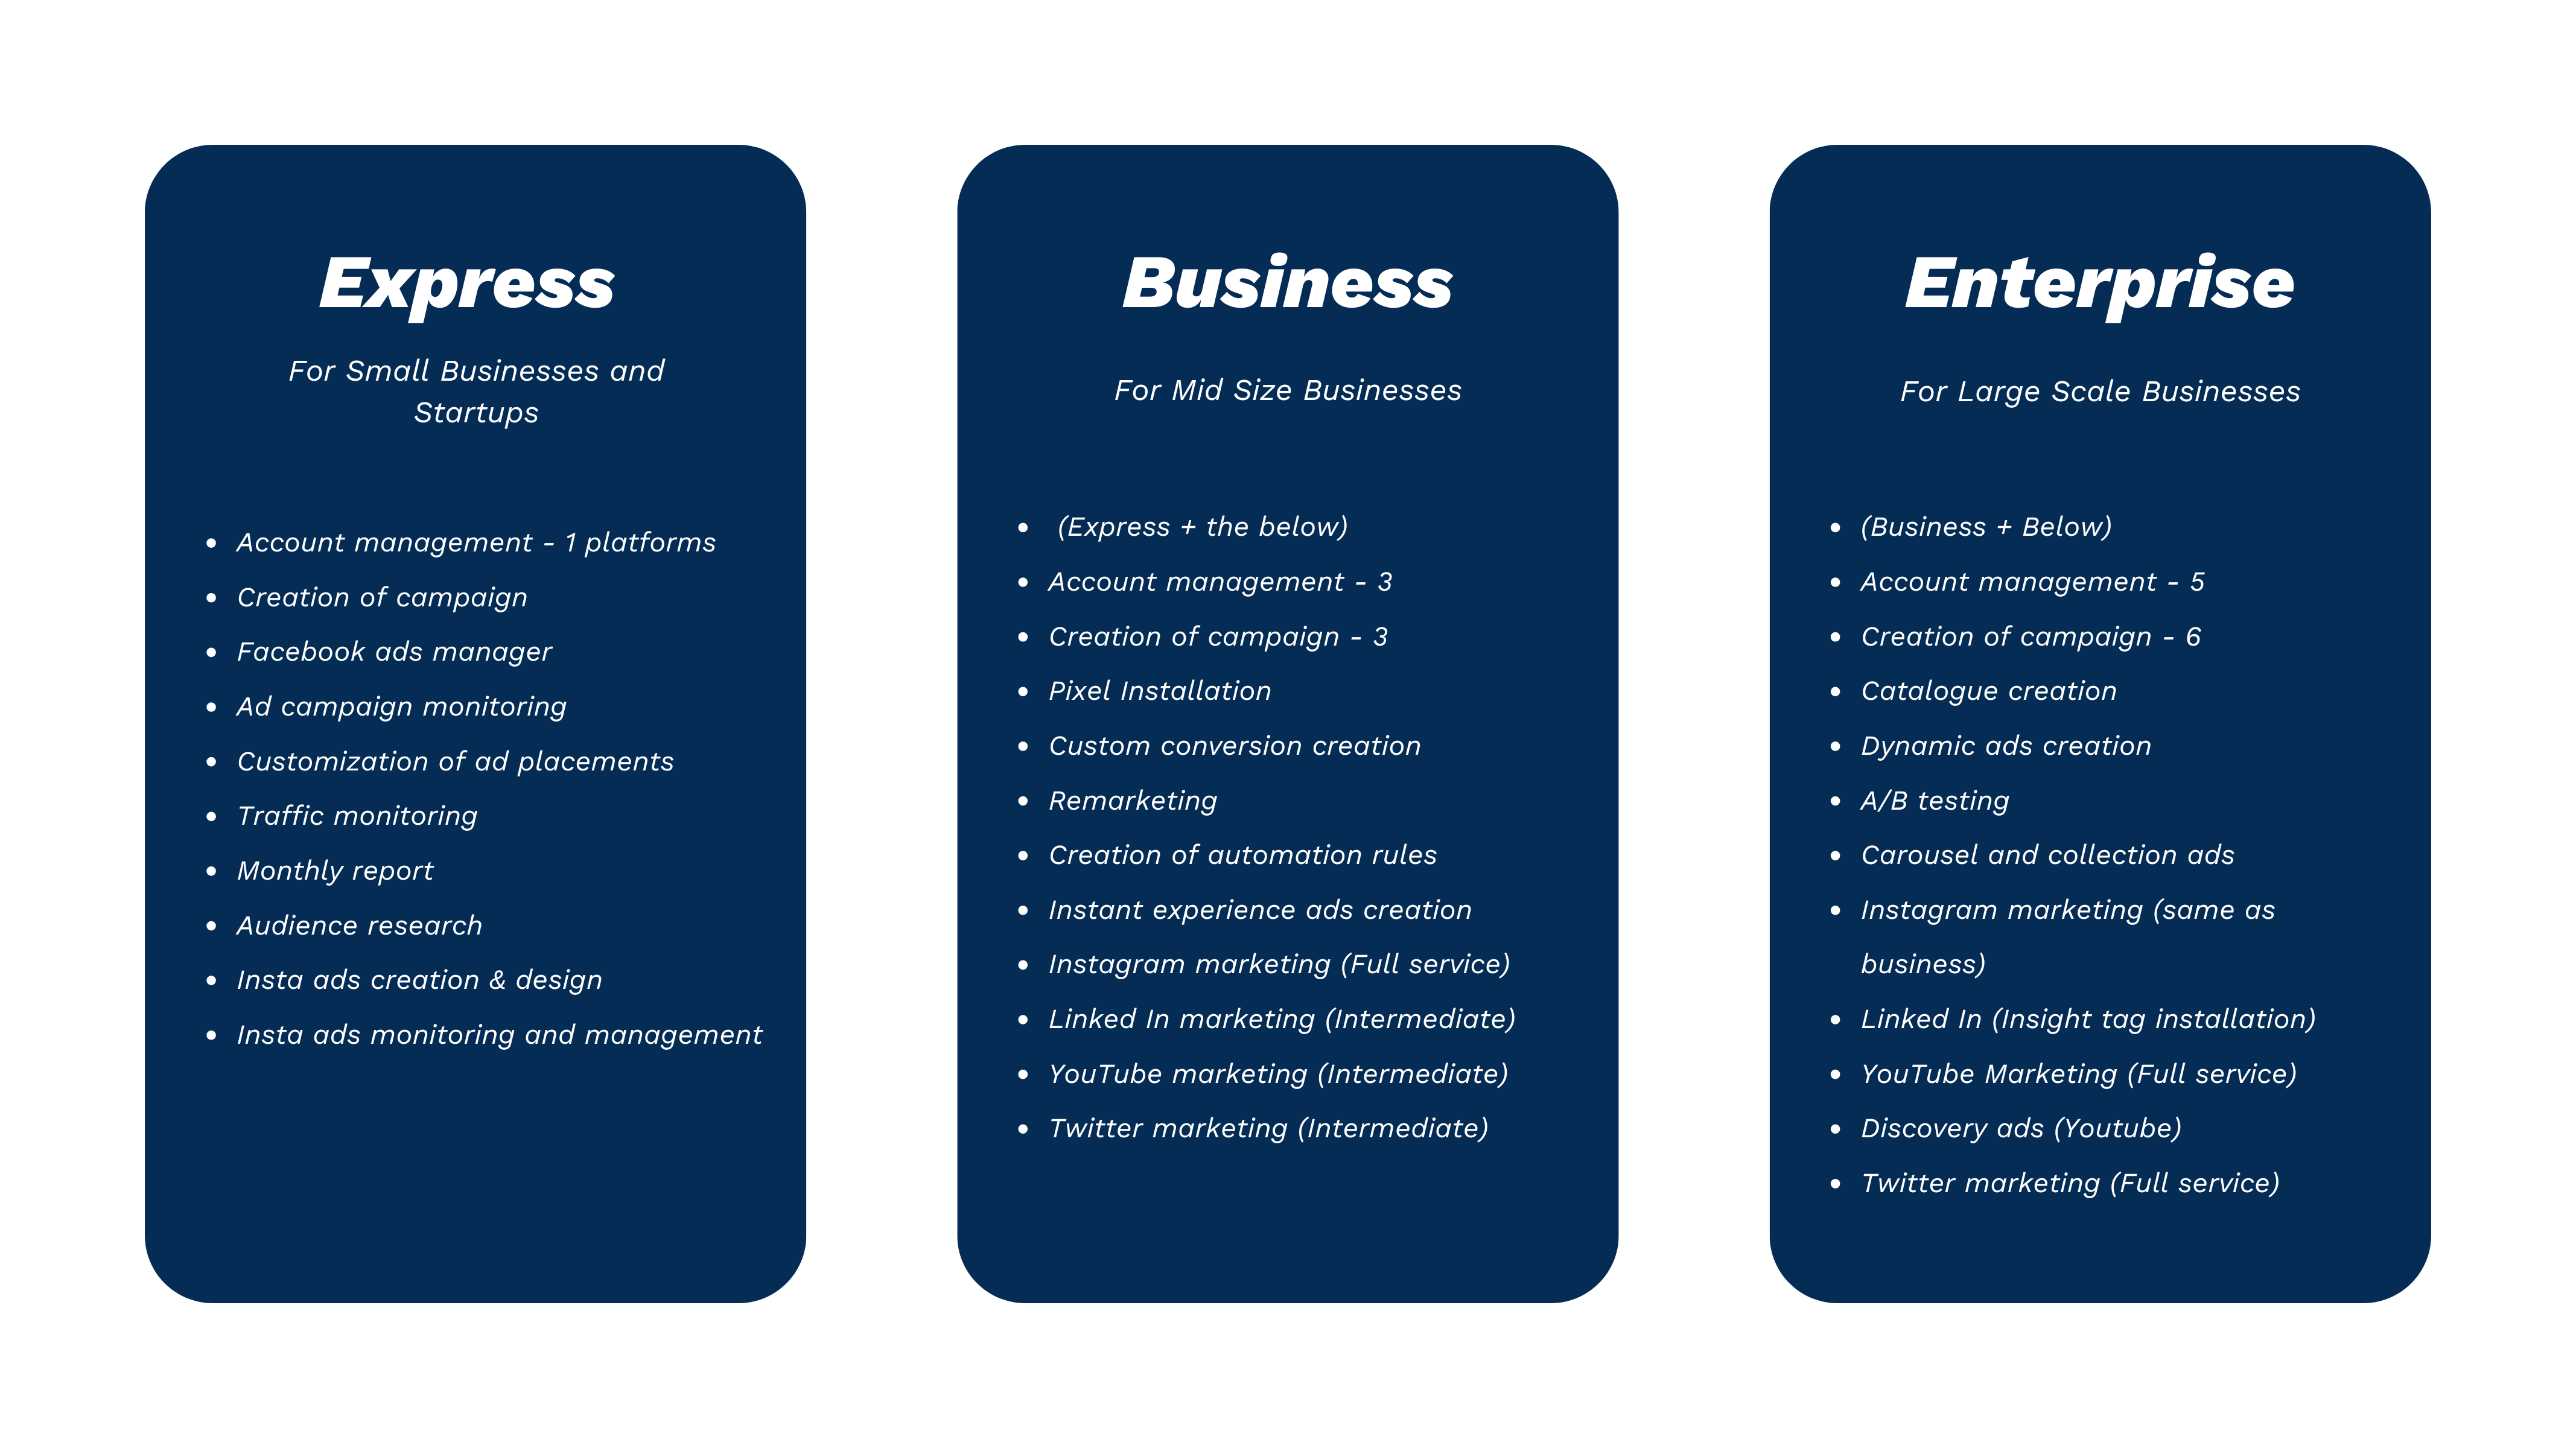 Express
For Small Businesses and
Startups
• Account management - 1 platforms
• Creation of campaign
• Facebook ads manager
• Ad campaign monitoring
• Customization of ad placements
• Traffic monitoring
• Monthly report
• Audience research
• Insta ads creation & design
• Insta ads monitoring and management
Business
For Mid Size Businesses
• (Express + the below)
• Account management - 3
• Creation of campaign - 3
• Pixel Installation
• Custom conversion creation
• Remarketing
• Creation of automation rules
• Instant experience ads creation
• Instagram marketing (Full service)
• Linked In marketing (Intermediate)
• YouTube marketing (Intermediate)
• Twitter marketing (Intermediate)
Enterprise
For Large Scale Businesses
• (Business + Below)
• Account management - 5
• Creation of campaign - 6
• Catalogue creation
• Dynamic ads creation
• A/B testing
• Carousel and collection ads
• Instagram marketing (same as
business)
• Linked In (Insight tag installation)
• YouTube Marketing (Full service)
• Discovery ads (Youtube)
• Twitter marketing (Full service)